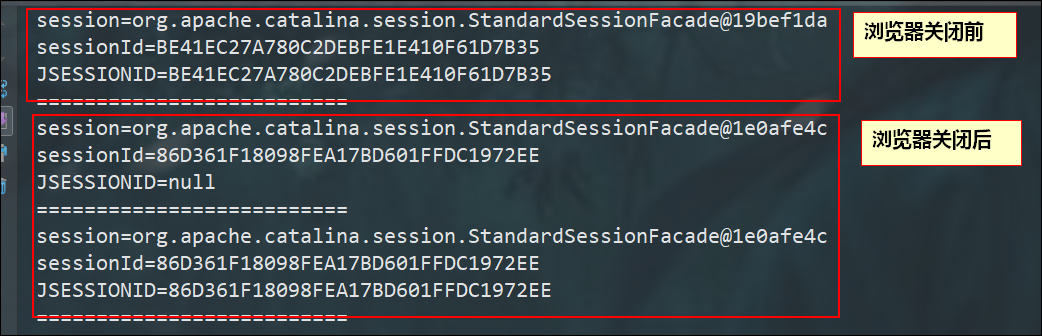 session=org.apache.catalina.session.StandardSessionFacade@19bef1da
sessionId=BE41EC27A780C2DEBFE1E410F61D7B35
JSESSIONID=BE41EC27A780C2DEBFE1E410F61D7B35
==========================
浏览器关闭前
session=org.apache.catalina.session.StandardSessionFacade@1e0afe4c
sessionId=86D361F18098FEA17BD601FFDC1972EE
JSESSIONID=null
==========================
session=org.apache.catalina.session.StandardSessionFacade@1e0afe4c
sessionId=86D361F18098FEA17BD601FFDC1972EE
JSESSIONID=86D361F18098FEA17BD601FFDC1972EE
==========================
浏览器关闭后